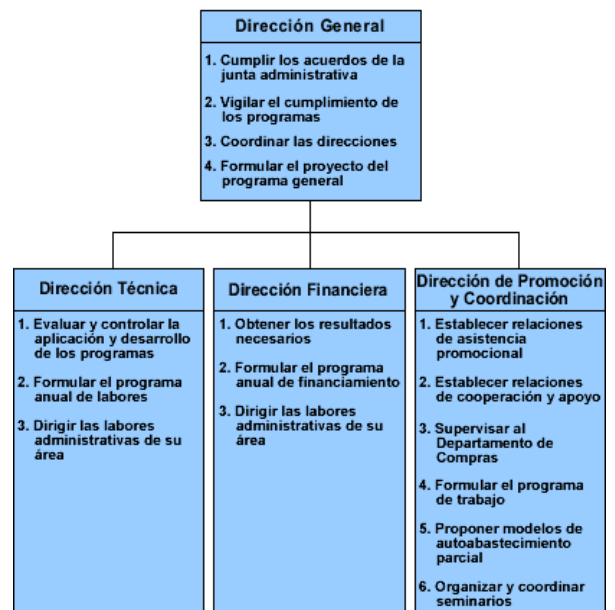 Dirección General
1. Cumplir los acuerdos de la
junta administrativa
2. Vigilar el cumplimiento de
los programas
3. Coordinar las direcciones
4. Formular el proyecto del
programa general
Dirección Técnica
1. Evaluar y controlar la
aplicación y desarrollo
de los programas
2. Formular el programa
anual de labores
3. Dirigir las labores
administrativas de su
área
Dirección Financiera
1. Obtener los resultados
necesarios
2. Formular el programa
anual de financiamiento
3. Dirigir las labores
administrativas de su
área
Dirección de Promoción
y Coordinación
1. Establecer relaciones
de asistencia
promocional
2. Establecer relaciones
de cooperación y apoyo
3. Supervisar al
Departamento de
Compras
4. Formular el programa
de trabajo
5. Proponer modelos de
autoabastecimiento
parcial
6. Organizar y coordinar
seminarios